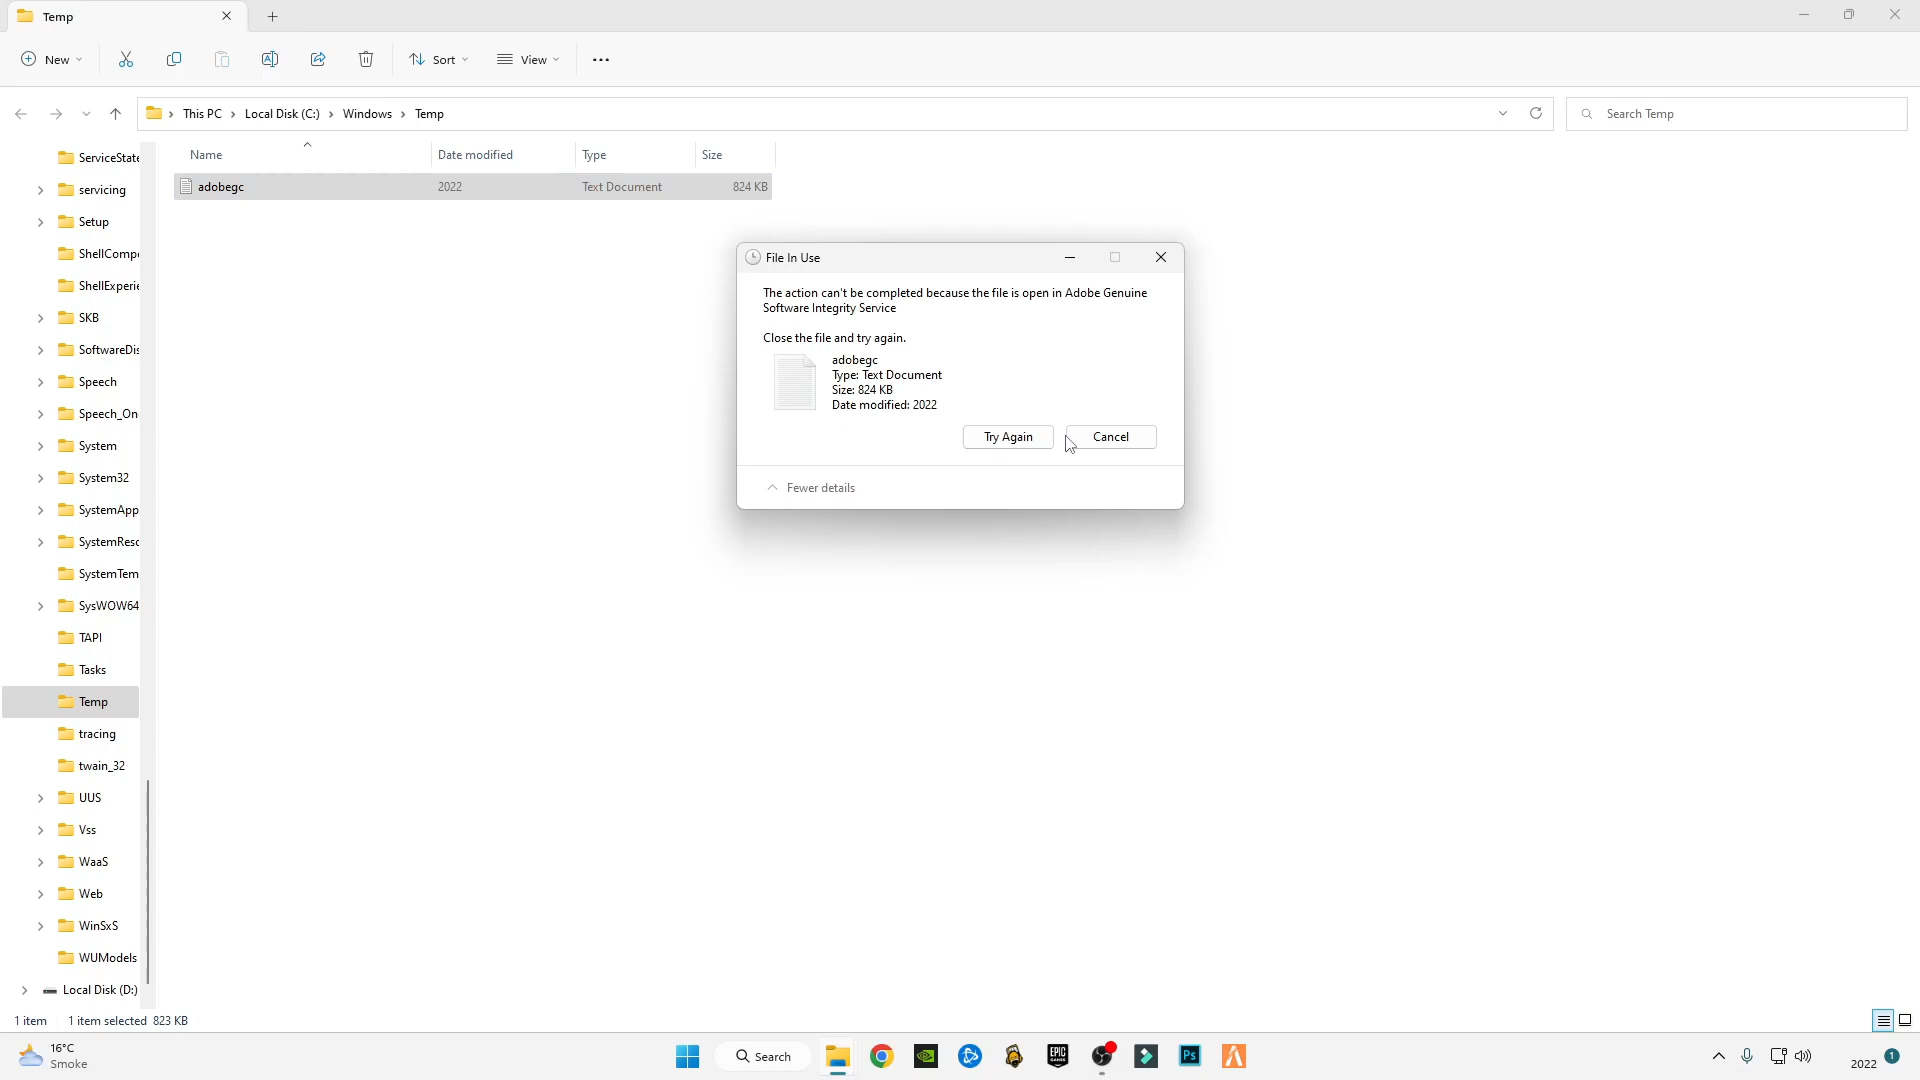 Temp
New
Sort
View
This PC
Local Disk (C:)
Windows
Temp
Search Temp
Name
Date modified
Type
Size
adobegc
2022
Text Document
824 KB
ServiceState
servicing
Setup
ShellCompo
ShellExperie
SKB
SoftwareDis
Speech
Speech_On
System
System32
SystemApp
SystemReso
SystemTem
SysWOW64
TAPI
Tasks
Temp
tracing
twain_32
UUS
Vss
WaaS
Web
WinSxS
WUModels
Local Disk (D:)
File In Use
The action can't be completed because the file is open in Adobe Genuine
Software Integrity Service
Close the file and try again.
adobegc
Type: Text Document
Size: 824 KB
Date modified: 2022
Try Again
Cancel
Fewer details
1 item
1 item selected 823 KB
16°C
Smoke
Search
EPIC
GAMES
Ps
2022
1